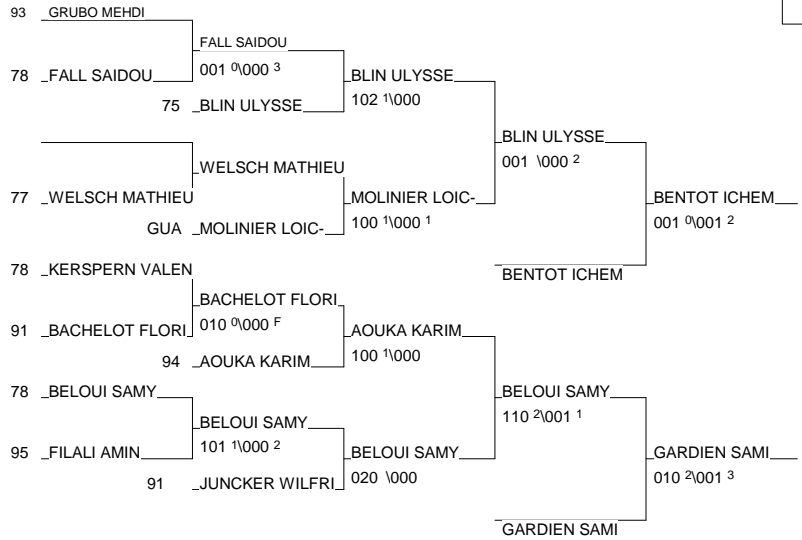 93 GRUBO MEHDI
FALL SAIDOU
001 0\000 3
78 FALL SAIDOU
BLIN ULYSSE
102 1\000
75 BLIN ULYSSE
BLIN ULYSSE
001 \000 2
WELSCH MATHIEU
77 WELSCH MATHIEU
MOLINIER LOIC-
100 1\000 1
BENTOT ICHEM
001 0\001 2
GUA MOLINIER LOIC-
78 KERSPERN VALEN
BENTOT ICHEM
BACHELOT FLORI
010 0\000 F
91 BACHELOT FLORI
AOUKA KARIM
100 1\000
94 AOUKA KARIM
78 BELOUI SAMY
BELOUI SAMY
110 2\001 1
BELOUI SAMY
101 1\000 2
95 FILALI AMIN
BELOUI SAMY
020 \000
GARDIEN SAMI
010 2\001 3
91 JUNCKER WILFRI
GARDIEN SAMI